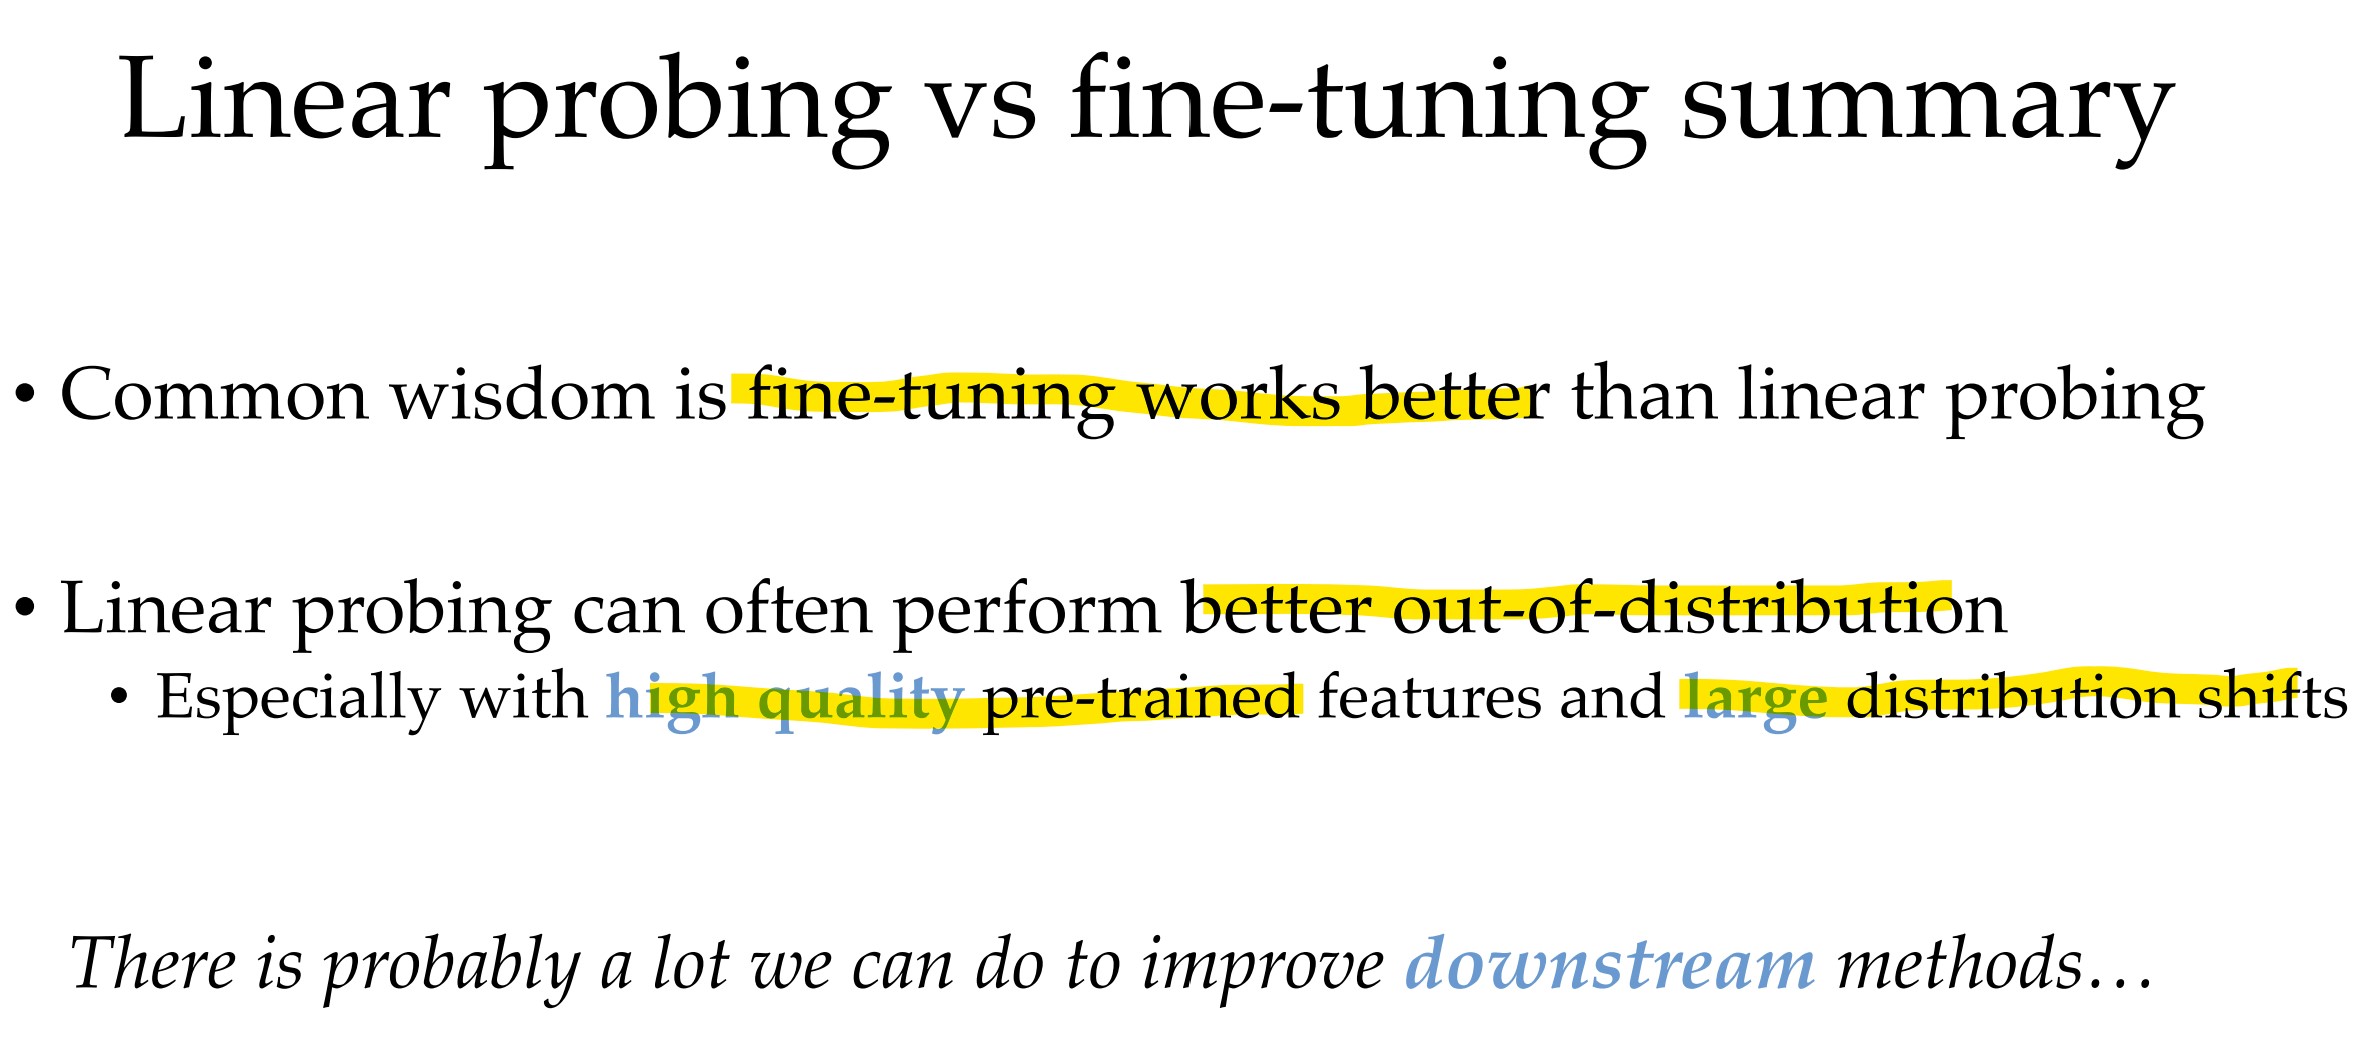 Linear probing vs fine-tuning summary
• Common wisdom is fine-tuning works better than linear probing
• Linear probing can often perform better out-of-distribution
• Especially with high quality pre-trained features and large distribution shifts
There is probably a lot we can do to improve downstream methods…